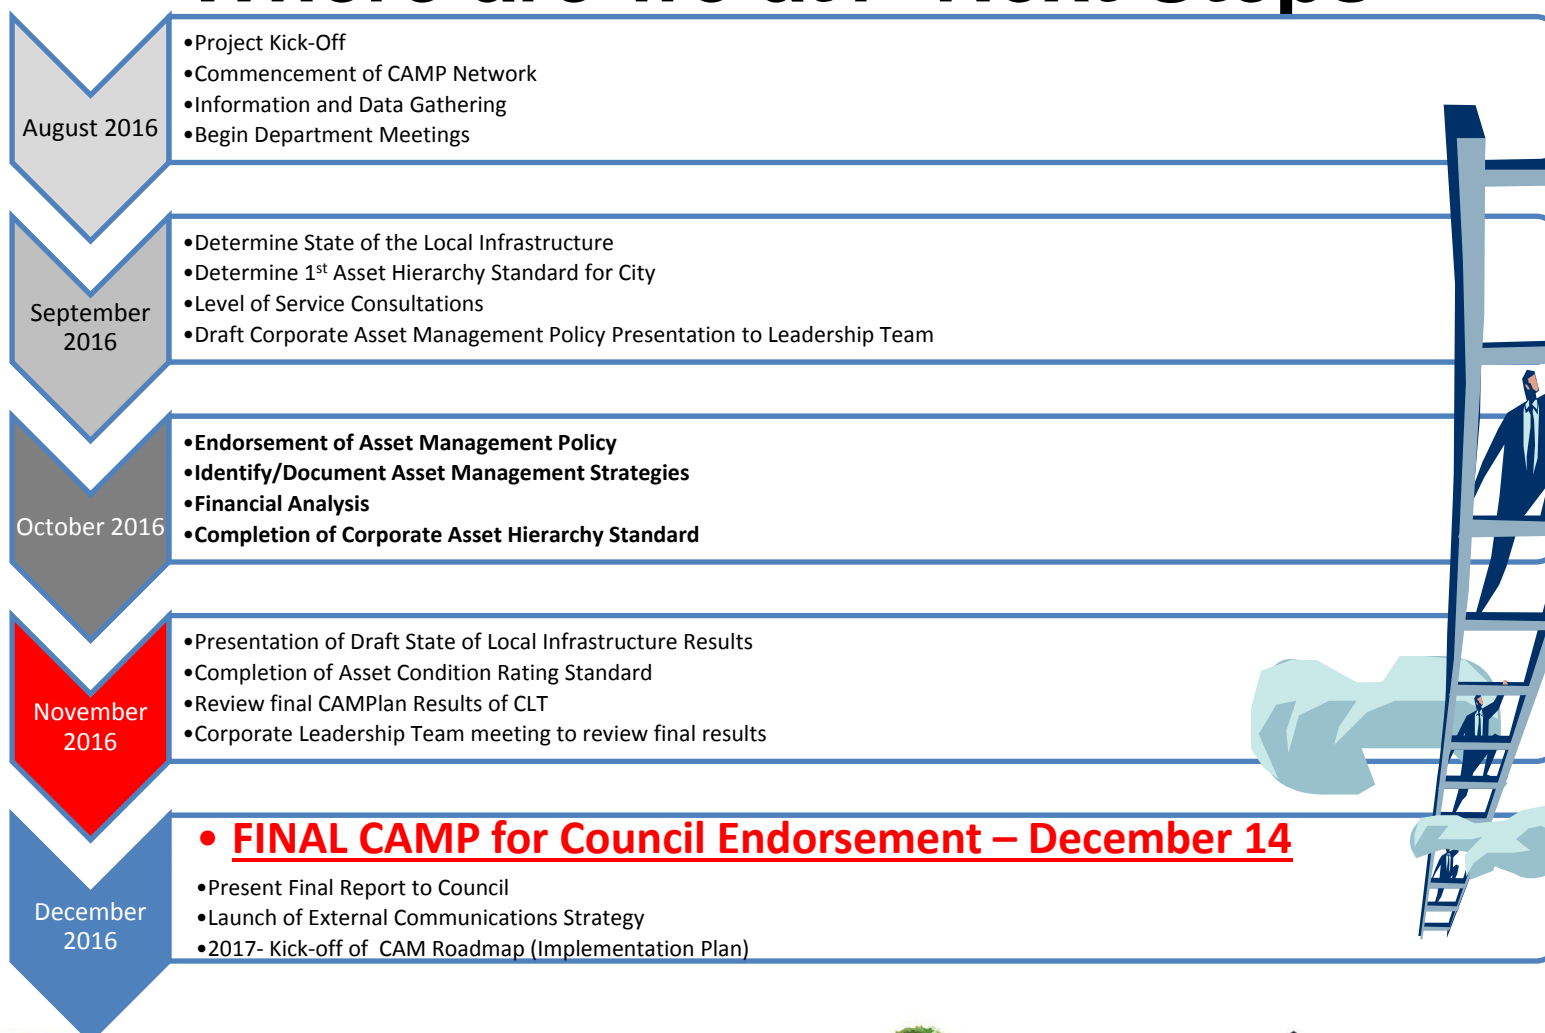 August 2016
•Project Kick-Off
•Commencement of CAMP Network
•Information and Data Gathering
•Begin Department Meetings
September
2016
•Determine State of the Local Infrastructure
•Determine 1st Asset Hierarchy Standard for City
•Level of Service Consultations
•Draft Corporate Asset Management Policy Presentation to Leadership Team
October 2016
•Endorsement of Asset Management Policy
•Identify/Document Asset Management Strategies
•Financial Analysis
•Completion of Corporate Asset Hierarchy Standard
November
2016
•Presentation of Draft State of Local Infrastructure Results
•Completion of Asset Condition Rating Standard
•Review final CAMPlan Results of CLT
•Corporate Leadership Team meeting to review final results
December
2016
• FINAL CAMP for Council Endorsement – December 14
•Present Final Report to Council
•Launch of External Communications Strategy
•2017- Kick-off of CAM Roadmap (Implementation Plan)